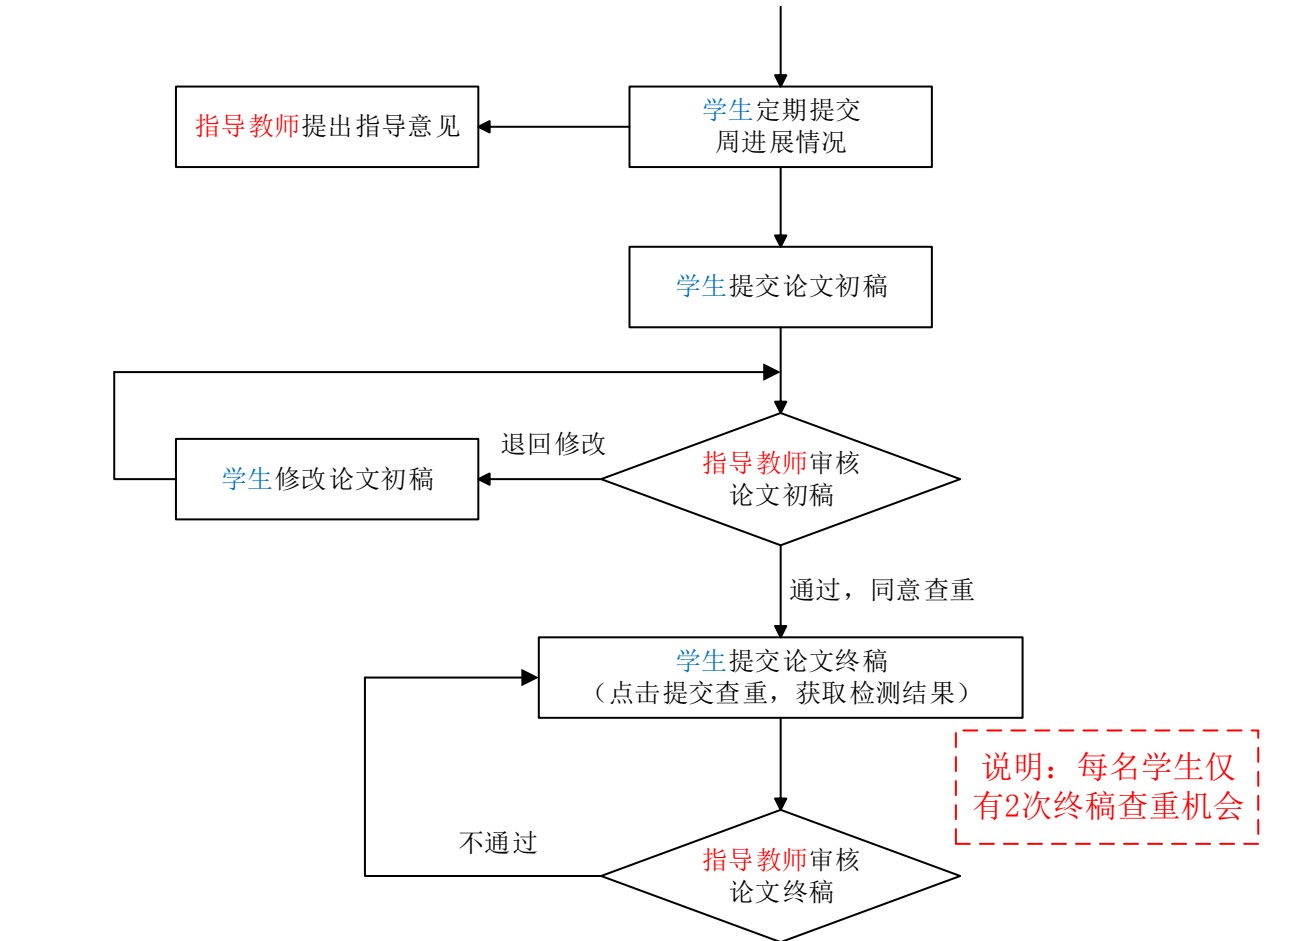 学生定期提交
周进展情况
指导教师提出指导意见
学生提交论文初稿
退回修改
指导教师审核
论文初稿
学生修改论文初稿
通过，同意查重
学生提交论文终稿
（点击提交查重，获取检测结果）
说明：每名学生仅
有2次终稿查重机会
不通过
指导教师审核
论文终稿